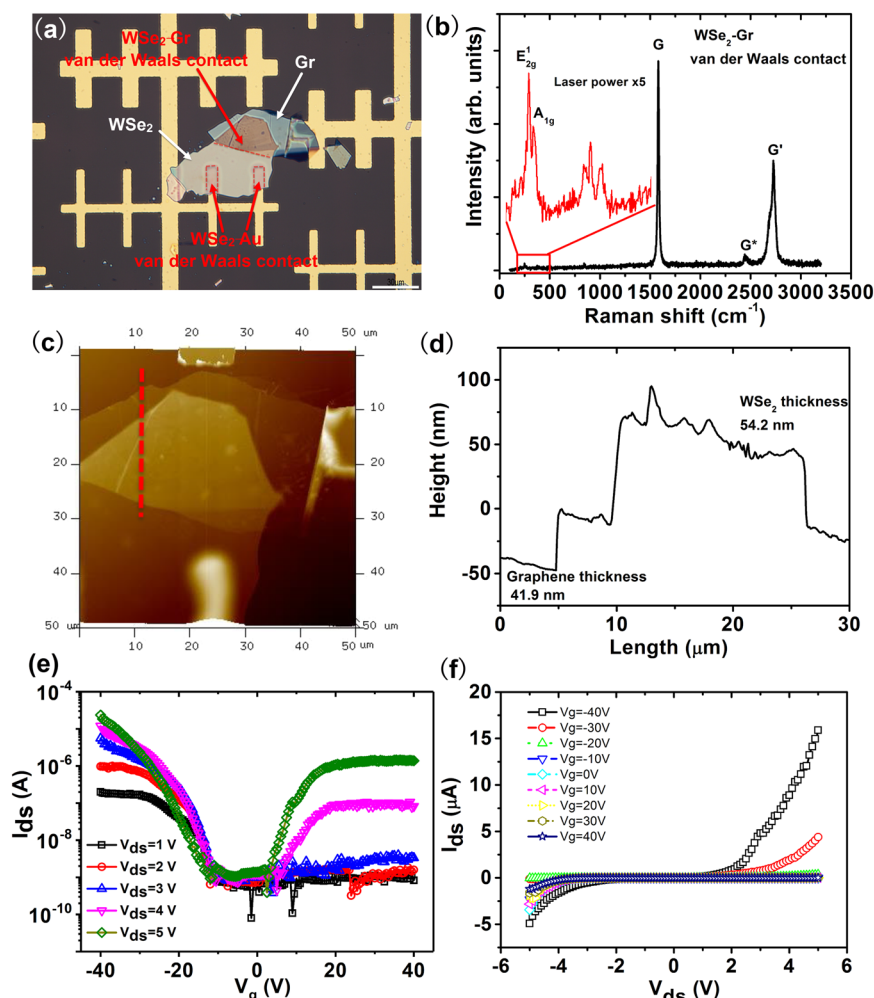 (a)
WSe2-Gr
van der Waals contact
Gr
WSe2
WSe2-Au
van der Waals contact
30um
(b)
Intensity (arb. units)
E12g
A1g
Laser power x5
G
WSe2-Gr
van der Waals contact
G'
G*
0 500 1000 1500 2000 2500 3000 3500
Raman shift (cm-1)
(c)
10 20 30 40 50 um
10 10
20 20
30 30
40 40
50 um 50 um
10 20 30 40 50
(d)
Height (nm)
100
50
0
-50
WSe2 thickness
54.2 nm
Graphene thickness
41.9 nm
0 10 20 30
Length (μm)
(e)
Ids (A)
10-4
10-6
10-8
10-10
Vds=1 V
Vds=2 V
Vds=3 V
Vds=4 V
Vds=5 V
-40 -20 0 20 40
Vg (V)
(f)
Ids (μA)
20
15
10
5
0
-5
Vg=-40V
Vg=-30V
Vg=-20V
Vg=-10V
Vg=0V
Vg=10V
Vg=20V
Vg=30V
Vg=40V
-6 -4 -2 0 2 4 6
Vds (V)